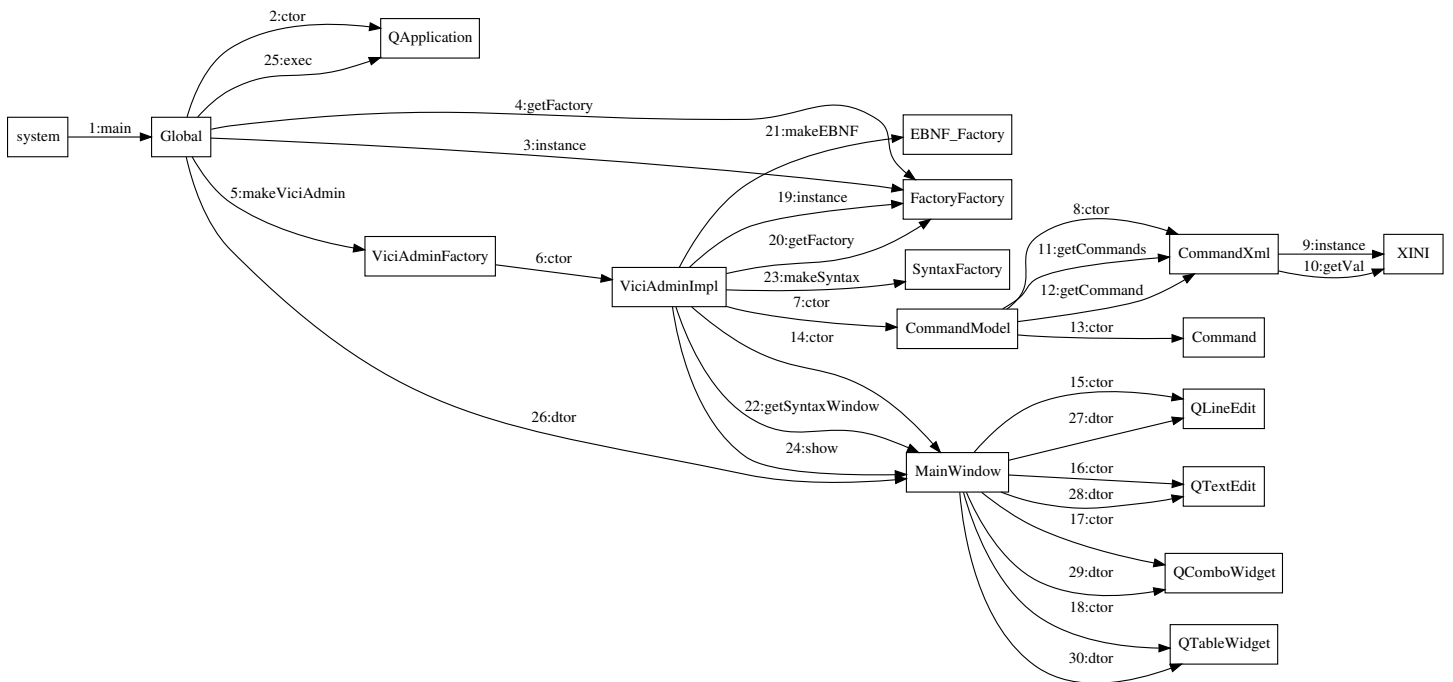 2:ctor
QApplication
25:exec
4:getFactory
system
1:main
Global
21:makeEBNF
EBNF_Factory
3:instance
5:makeViciAdmin
19:instance
FactoryFactory
8:ctor
20:getFactory
11:getCommands
9:instance
ViciAdminFactory
6:ctor
CommandXml
XINI
10:getVal
SyntaxFactory
23:makeSyntax
ViciAdminImpl
12:getCommand
7:ctor
CommandModel
13:ctor
Command
14:ctor
15:ctor
22:getSyntaxWindow
QLineEdit
26:dtor
27:dtor
24:show
MainWindow
16:ctor
QTextEdit
28:dtor
17:ctor
29:dtor
QComboWidget
18:ctor
QTableWidget
30:dtor